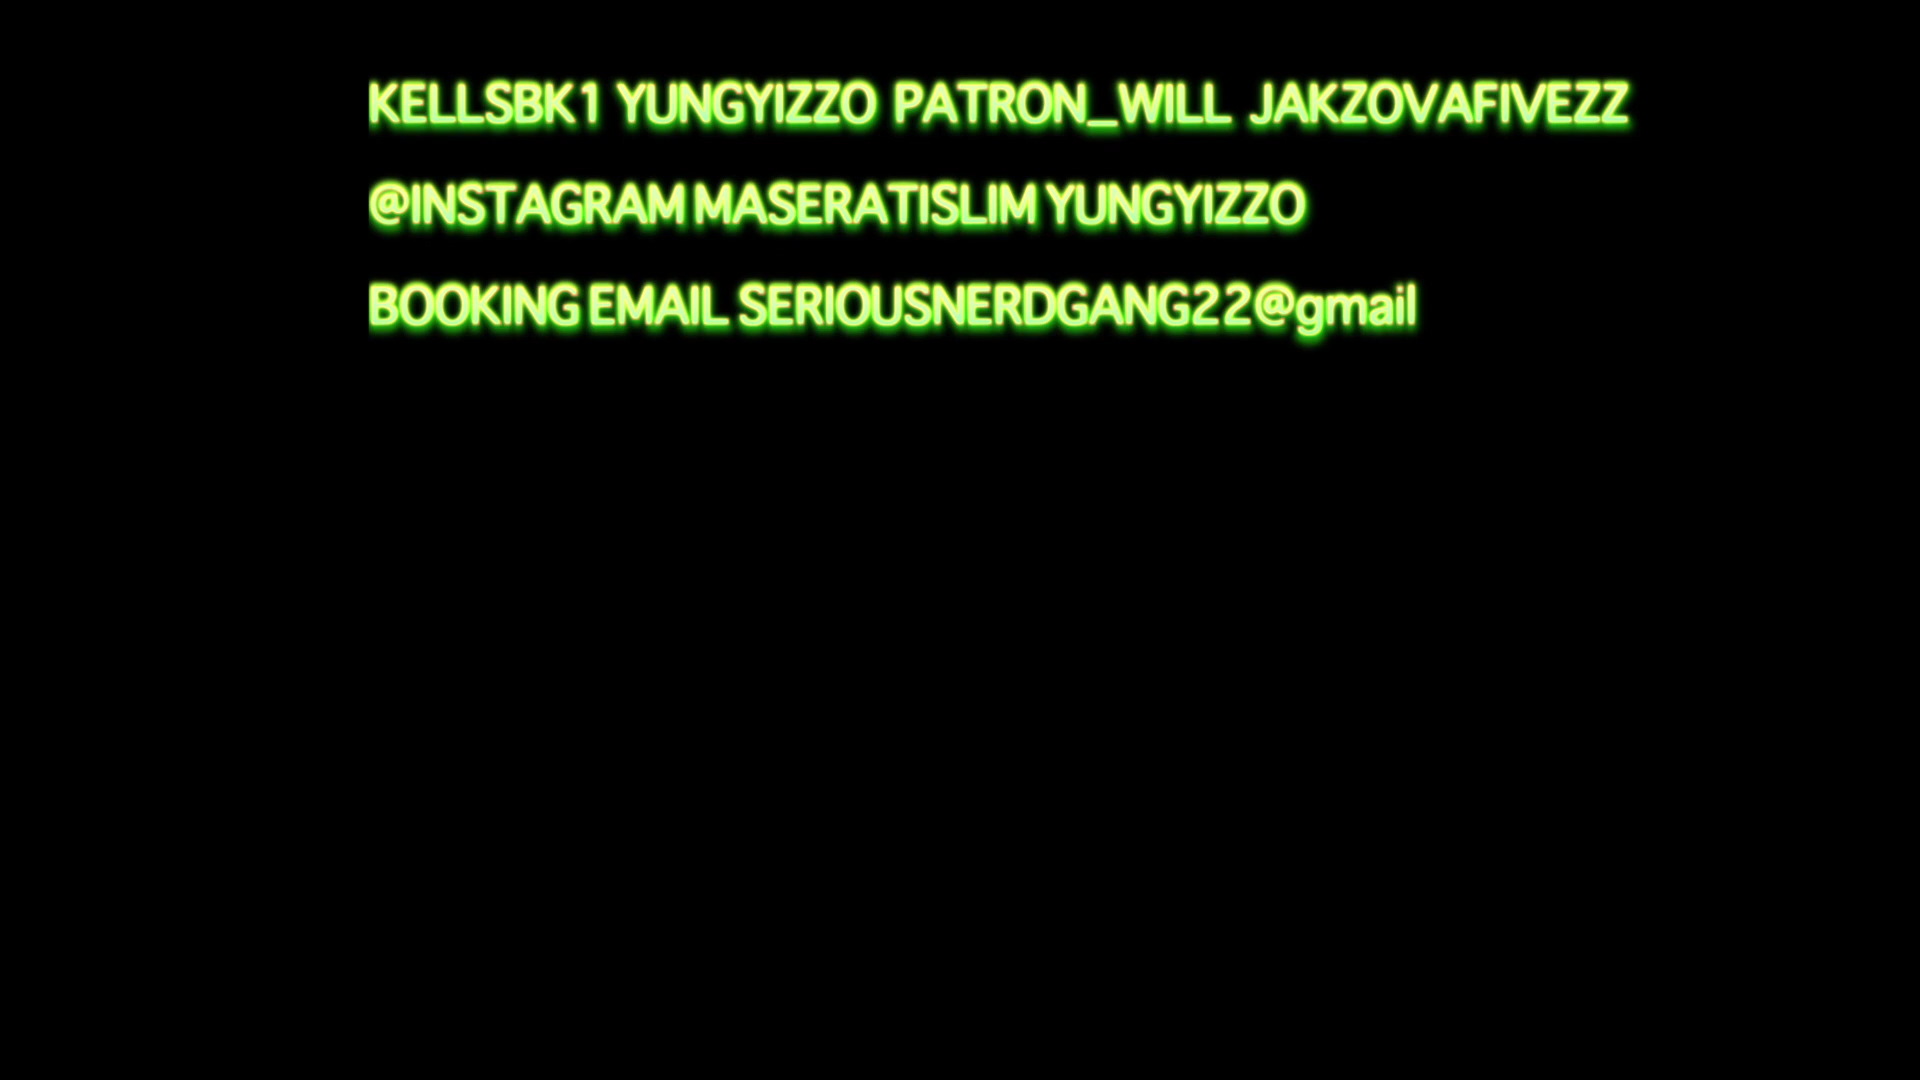 KELLSBK1 YUNGYIZZO PATRON_WILL JAKZOVAFIVEZZ
@INSTAGRAM MASERATISLIM YUNGYIZZO
BOOKING EMAIL SERIOUSNERDGANG22@gmail